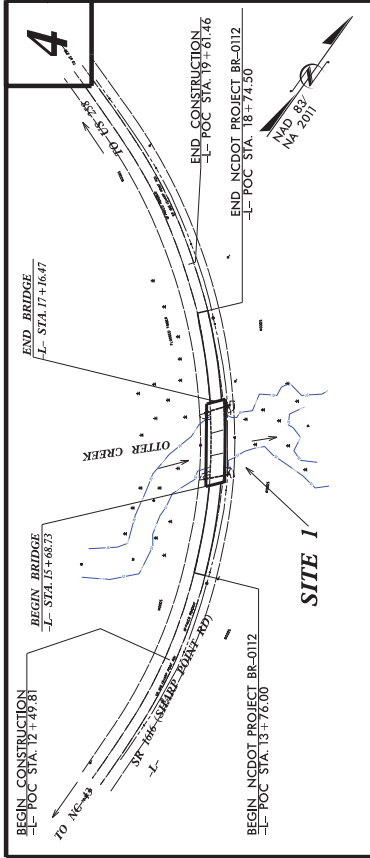 4
BEGIN CONSTRUCTION
-L- POC STA. 12+49.81
BEGIN BRIDGE
-L- STA. 15+68.73
END BRIDGE
-L- STA. 17+16.47
TO US 258
END CONSTRUCTION
-L- POC STA. 19+61.46
END NCDOT PROJECT BR-0112
-L- POC STA. 18+74.50
OTTER CREEK
TO NC 43
SR 1616 (SHARP POINT RD)
-L-
BEGIN NCDOT PROJECT BR-0112
-L- POC STA. 13+76.00
SITE 1
NAD 83/
NA 2011